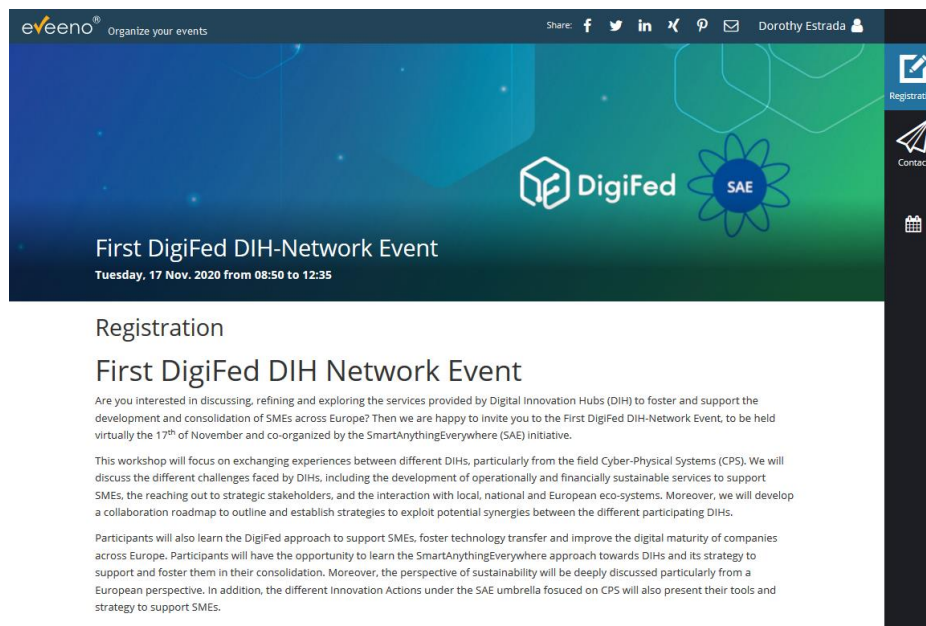 eveeno® Organize your events
Share: Dorothy Estrada
Registrati
Contac
DigiFed
SAE
First DigiFed DIH-Network Event
Tuesday, 17 Nov. 2020 from 08:50 to 12:35
Registration
First DigiFed DIH Network Event
Are you interested in discussing, refining and exploring the services provided by Digital Innovation Hubs (DIH) to foster and support the
development and consolidation of SMEs across Europe? Then we are happy to invite you to the First DigiFed DIH-Network Event, to be held
virtually the 17th of November and co-organized by the SmartAnythingEverywhere (SAE) initiative.
This workshop will focus on exchanging experiences between different DIHs, particularly from the field Cyber-Physical Systems (CPS). We will
discuss the different challenges faced by DIHs, including the development of operationally and financially sustainable services to support
SMEs, the reaching out to strategic stakeholders, and the interaction with local, national and European eco-systems. Moreover, we will develop
a collaboration roadmap to outline and establish strategies to exploit potential synergies between the different participating DIHs.
Participants will also learn the DigiFed approach to support SMEs, foster technology transfer and improve the digital maturity of companies
across Europe. Participants will have the opportunity to learn the SmartAnythingEverywhere approach towards DIHs and its strategy to
support and foster them in their consolidation. Moreover, the perspective of sustainability will be deeply discussed particularly from a
European perspective. In addition, the different Innovation Actions under the SAE umbrella fosuced on CPS will also present their tools and
strategy to support SMEs.